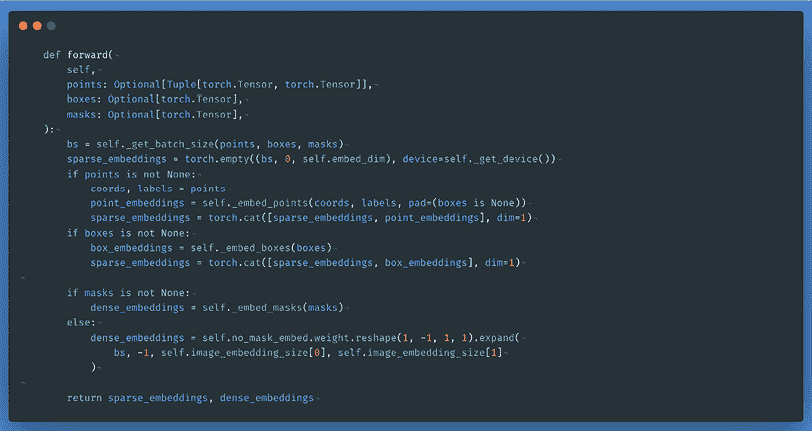 def forward(
    self,
    points: Optional[Tuple[torch.Tensor, torch.Tensor]],
    boxes: Optional[torch.Tensor],
    masks: Optional[torch.Tensor],
):
    bs = self._get_batch_size(points, boxes, masks)
    sparse_embeddings = torch.empty((bs, 0, self.embed_dim), device=self._get_device())
    if points is not None:
        coords, labels = points
        point_embeddings = self._embed_points(coords, labels, pad=(boxes is None))
        sparse_embeddings = torch.cat([sparse_embeddings, point_embeddings], dim=1)
    if boxes is not None:
        box_embeddings = self._embed_boxes(boxes)
        sparse_embeddings = torch.cat([sparse_embeddings, box_embeddings], dim=1)

    if masks is not None:
        dense_embeddings = self._embed_masks(masks)
    else:
        dense_embeddings = self.no_mask_embed.weight.reshape(1, -1, 1, 1).expand(
            bs, -1, self.image_embedding_size[0], self.image_embedding_size[1]
        )

    return sparse_embeddings, dense_embeddings